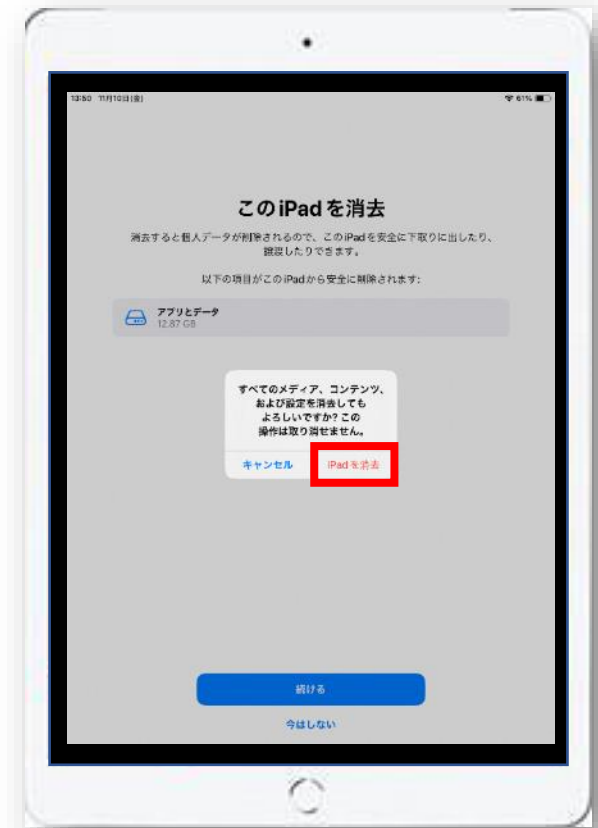 13:50 11月10日(金)
61%
このiPadを消去
消去すると個人データが削除されるので、このiPadを安全に下取りに出したり、
譲渡したりできます。
以下の項目がこのiPadから安全に削除されます:
アプリとデータ
12.87 GB
すべてのメディア、コンテンツ、
および設定を消去しても
よろしいですか? この
操作は取り消せません。
キャンセル iPadを消去
続ける
今はしない